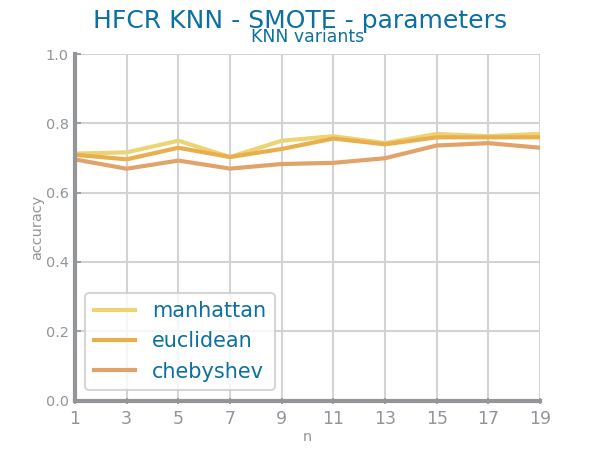 HFCR KNN - SMOTE - parameters
KNN variants
1.0
0.8
0.6
0.4
0.2
0.0
accuracy
manhattan
euclidean
chebyshev
1 3 5 7 9 11 13 15 17 19
n